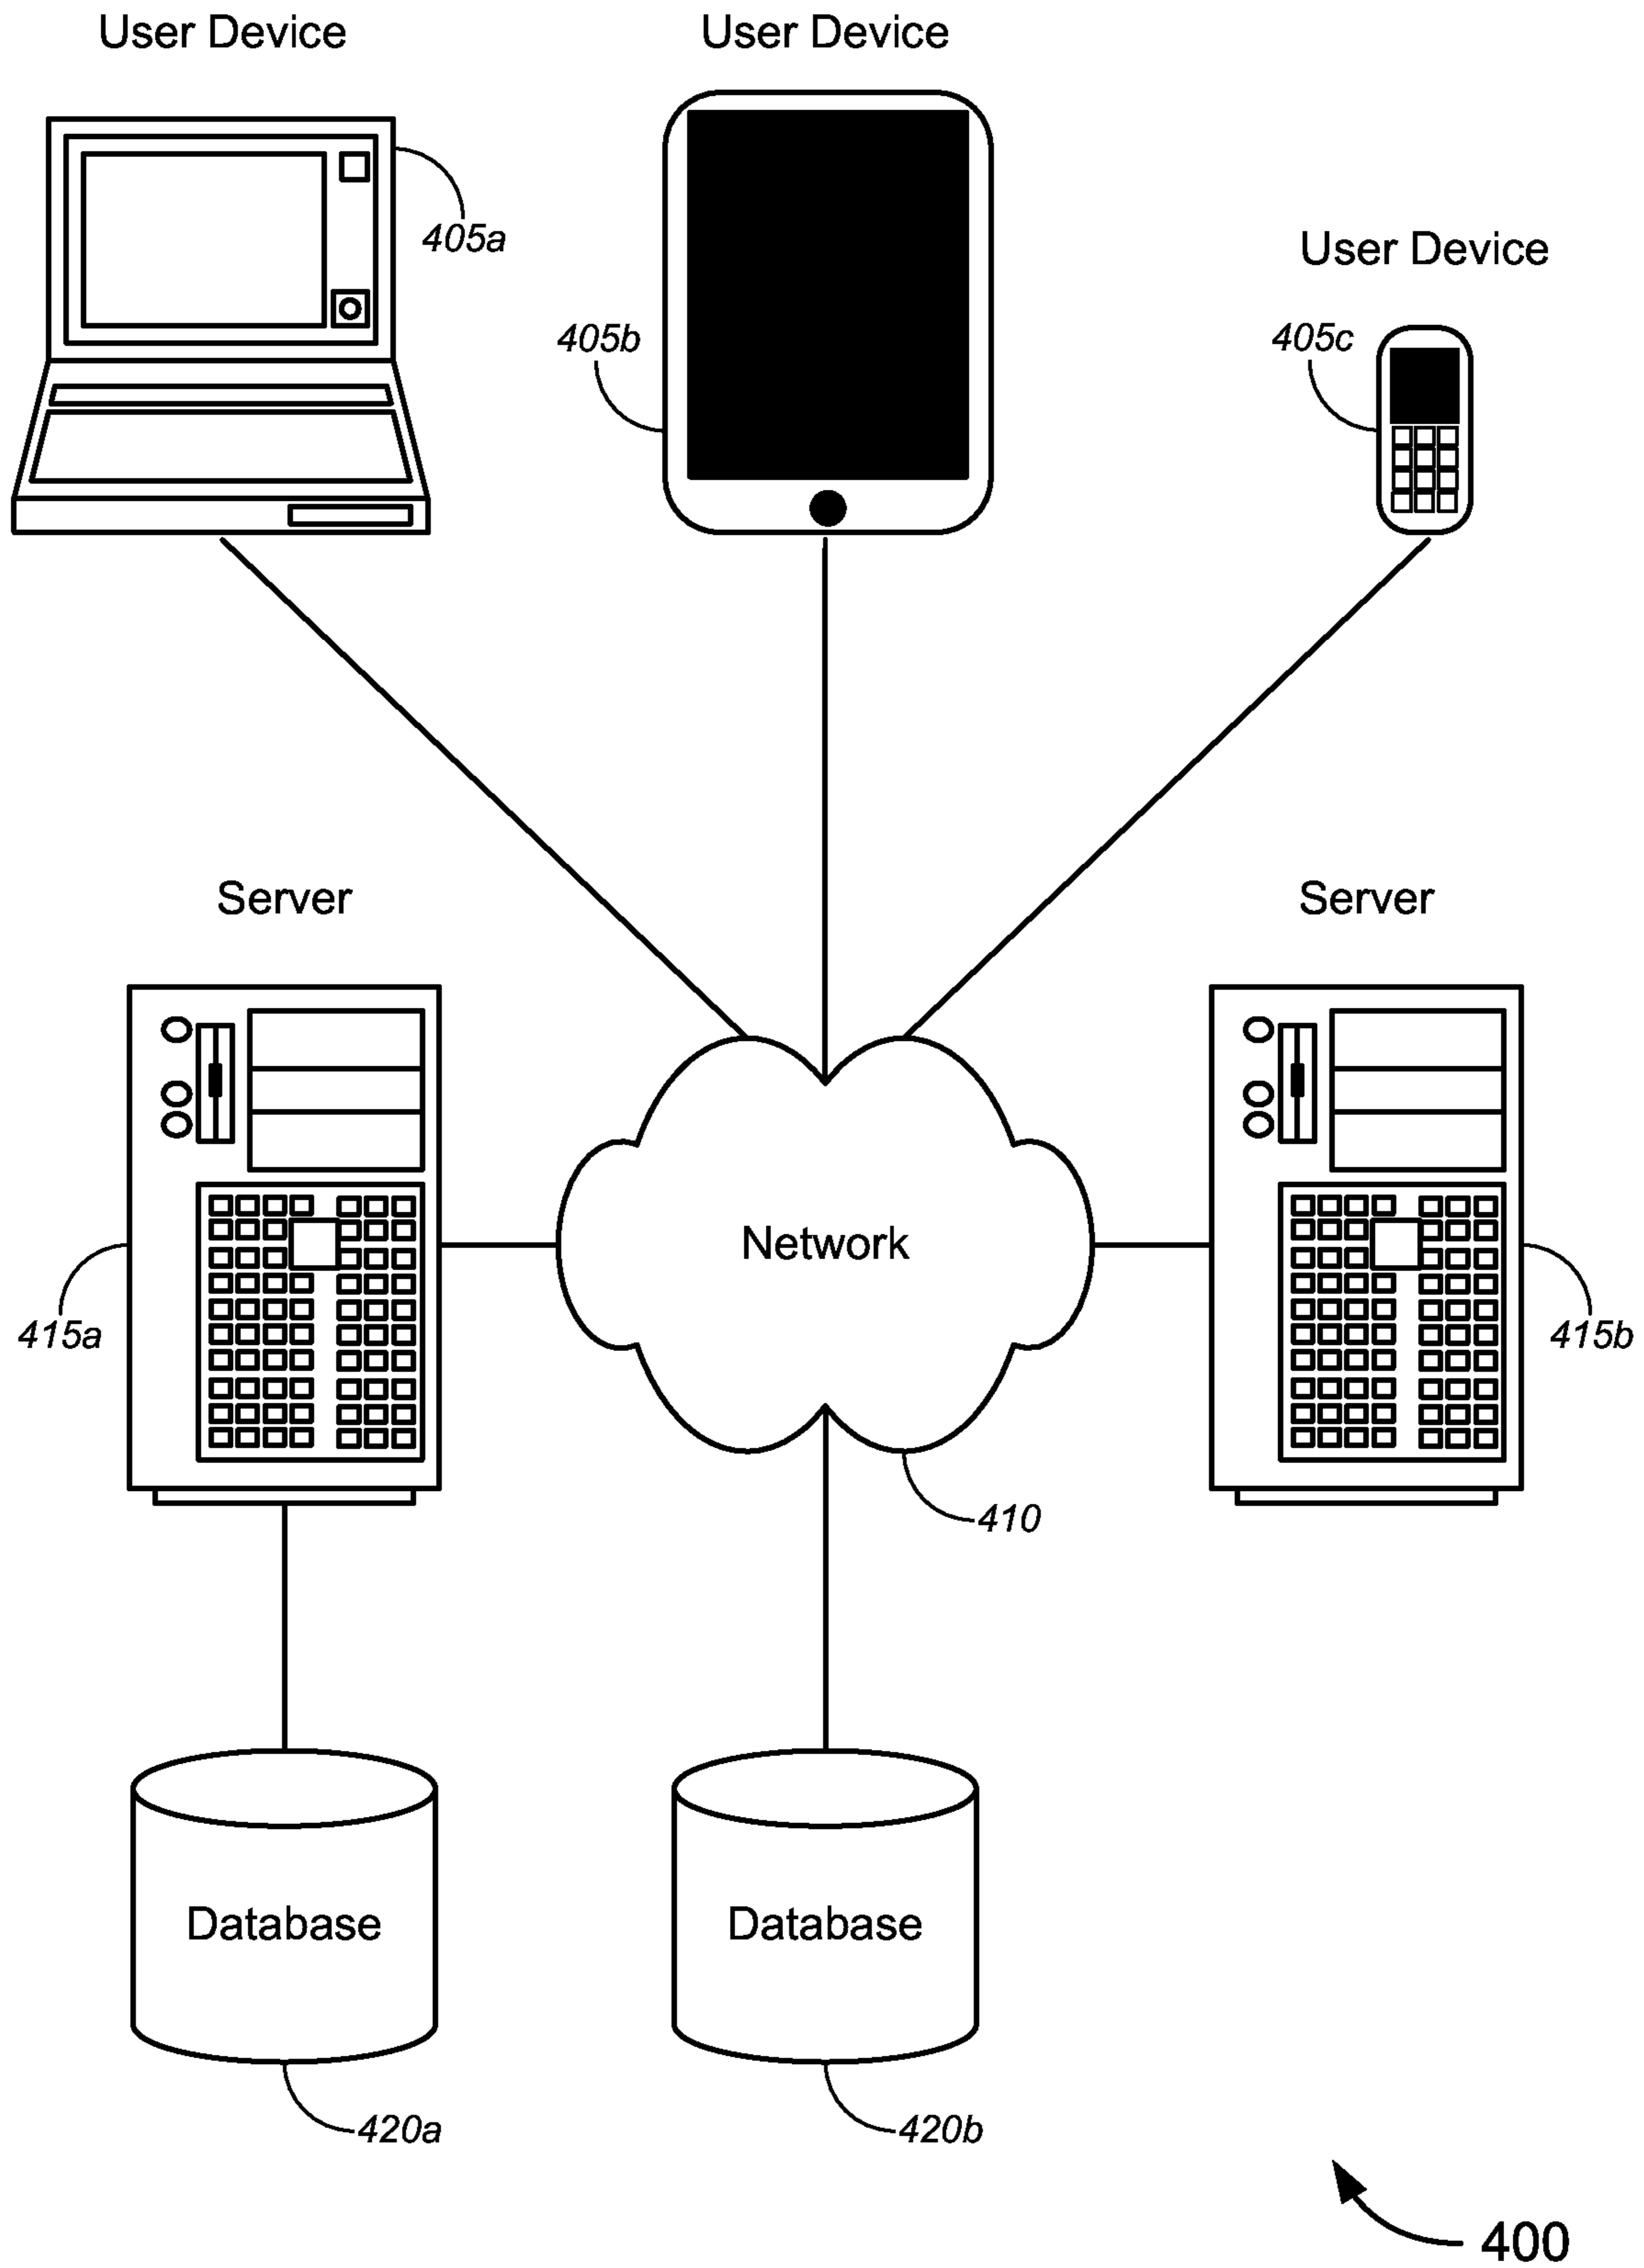 User Device
User Device
405a
User Device
405b
405c
Server
Server
Network
415a
415b
410
Database
Database
420a
420b
400